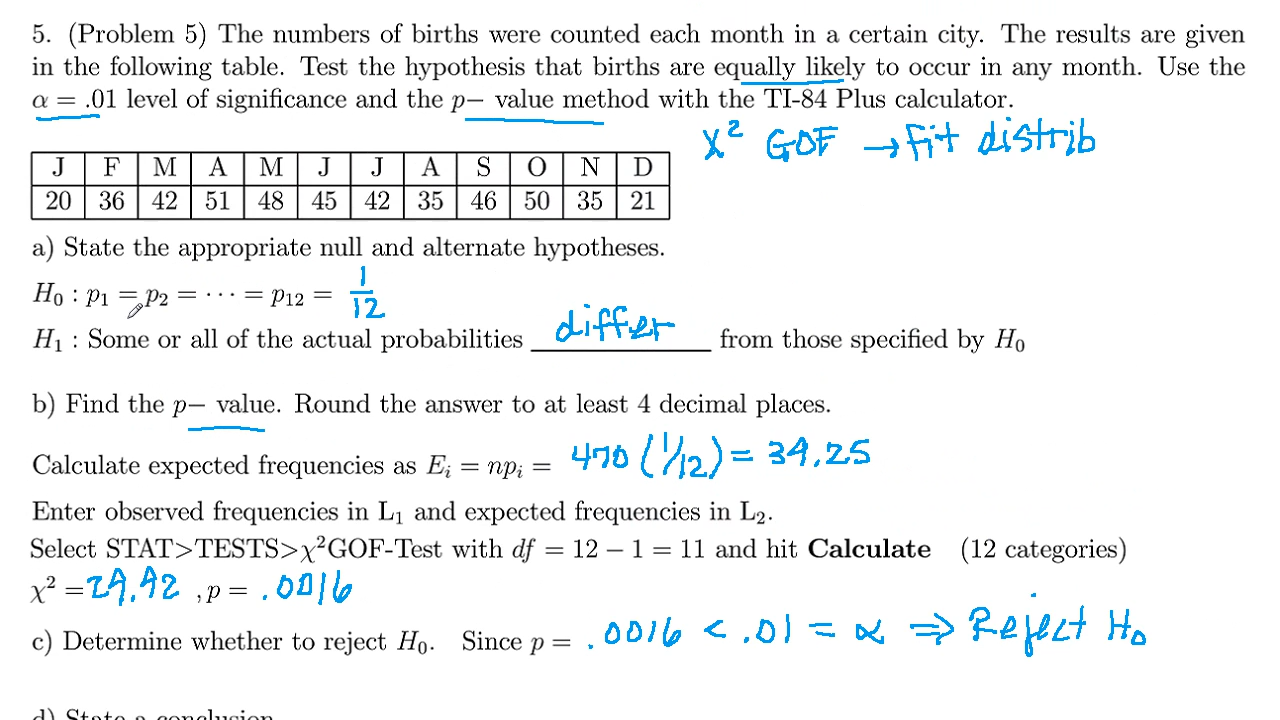 5. (Problem 5) The numbers of births were counted each month in a certain city. The results are given
in the following table. Test the hypothesis that births are equally likely to occur in any month. Use the
α = .01 level of significance and the p− value method with the TI-84 Plus calculator.
χ² GOF → fit distrib
J F M A M J J A S O N D
20 36 42 51 48 45 42 35 46 50 35 21
a) State the appropriate null and alternate hypotheses.
H₀ : p₁ = p₂ = ⋯ = p₁₂ = 1/12
H₁ : Some or all of the actual probabilities differ from those specified by H₀
b) Find the p− value. Round the answer to at least 4 decimal places.
Calculate expected frequencies as Eᵢ = npᵢ = 470 (1/12) = 39.25
Enter observed frequencies in L₁ and expected frequencies in L₂.
Select STAT>TESTS>χ²GOF-Test with df = 12 − 1 = 11 and hit Calculate (12 categories)
χ² = 29.92 , p = .0016
c) Determine whether to reject H₀. Since p = .0016 < .01 = α ⇒ Reject H₀
d) State a conclusion